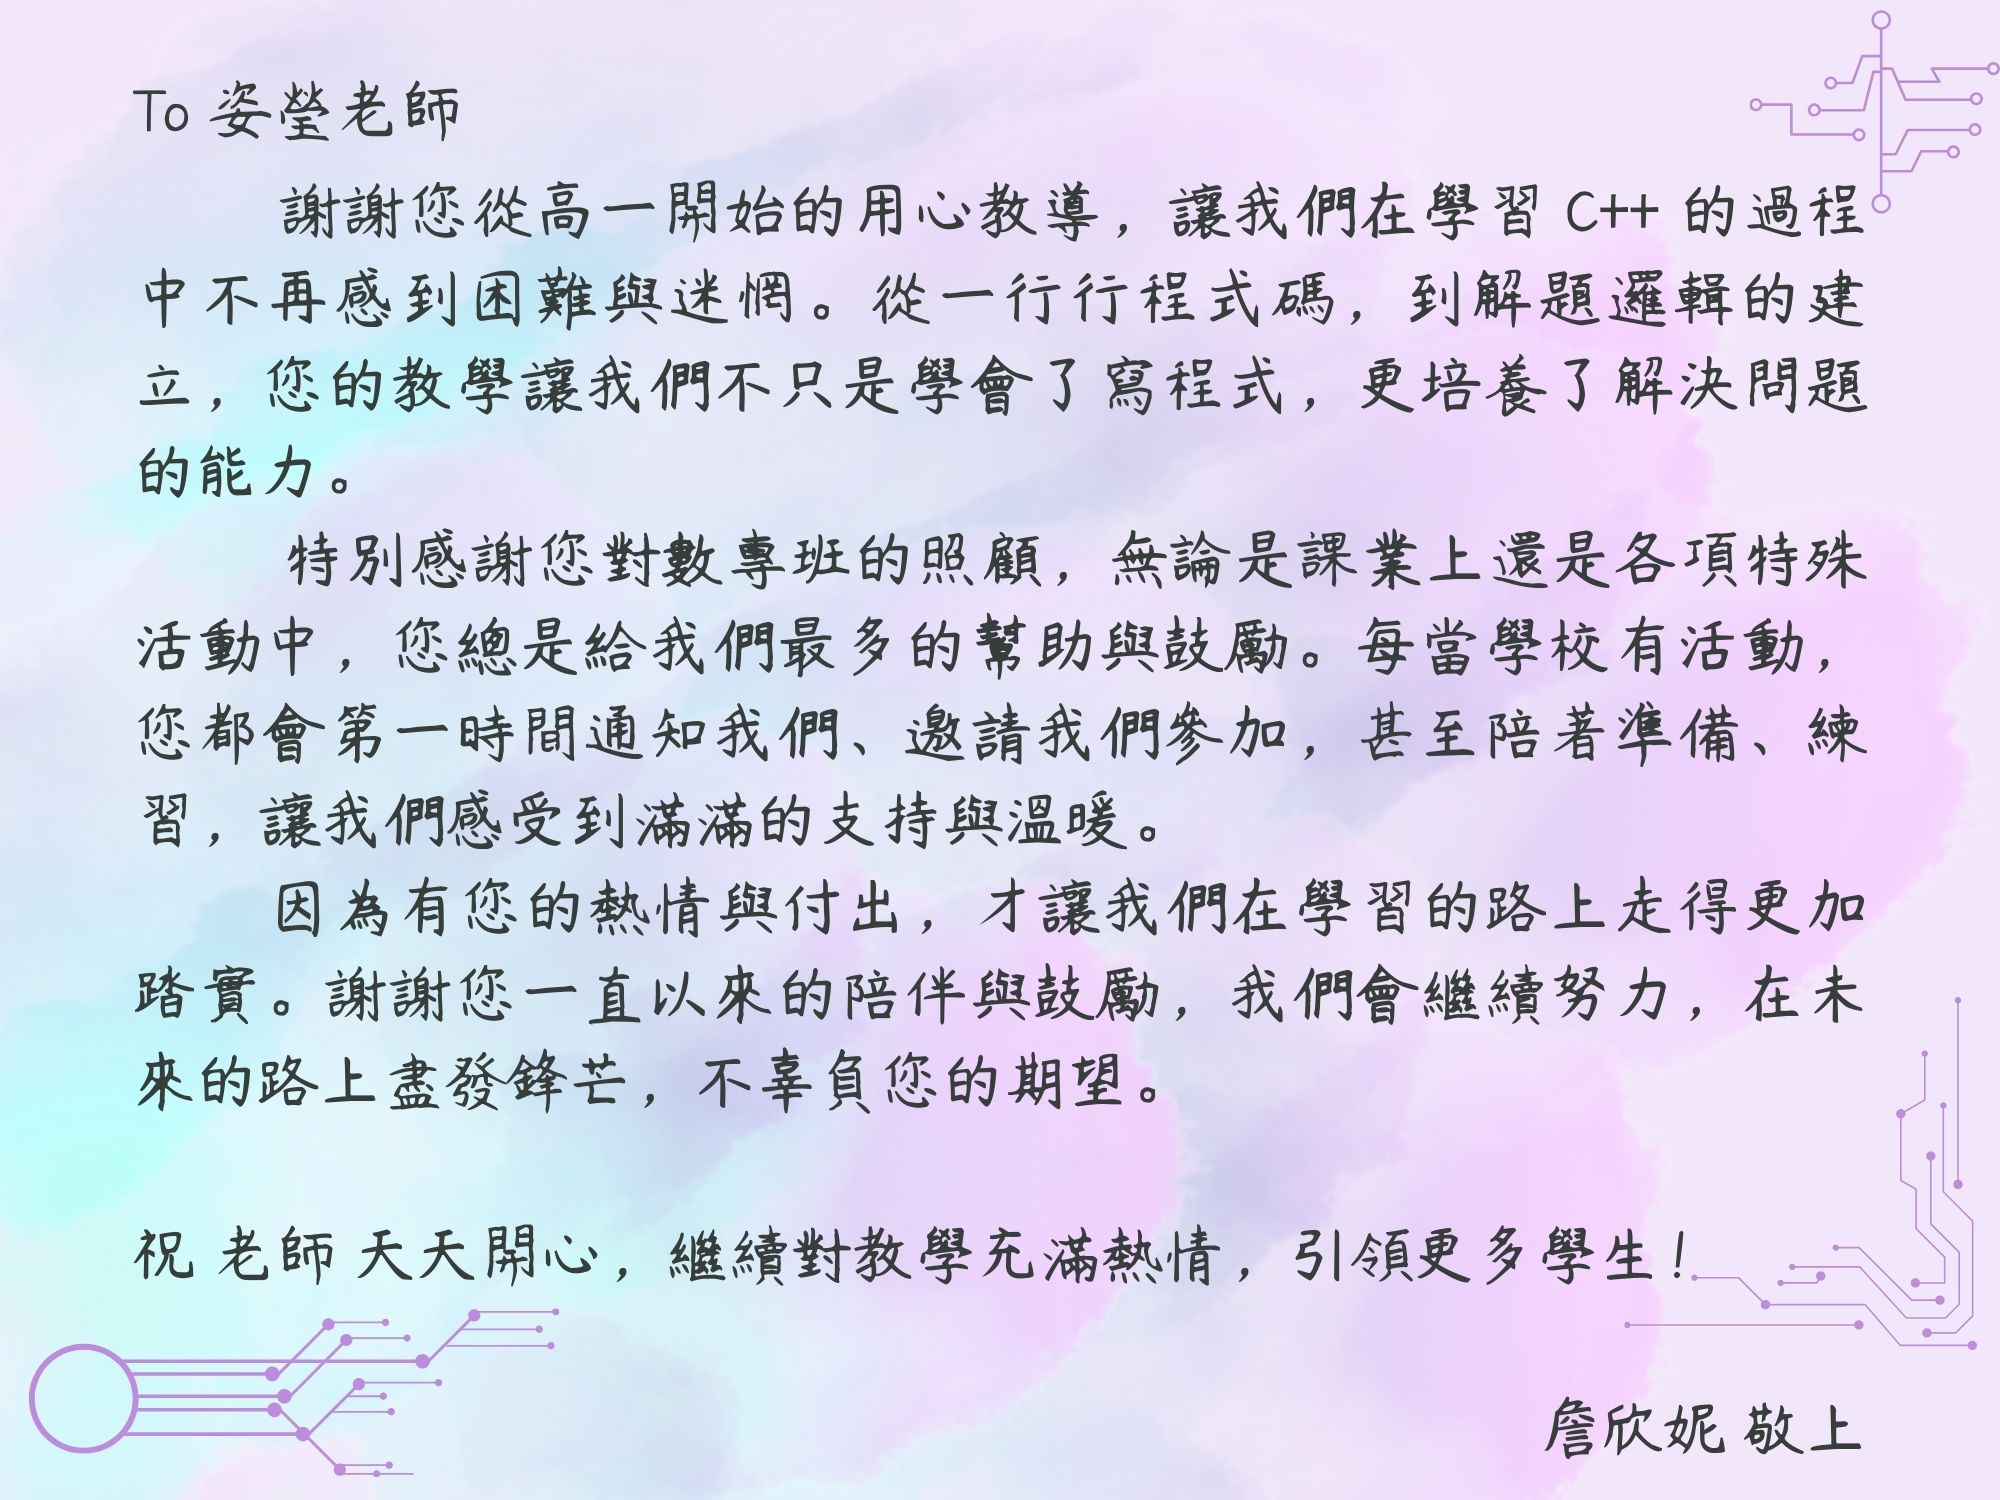 To 姿瑩老師
謝謝您從高一開始的用心教導，讓我們在學習 C++ 的過程
中不再感到困難與迷惘。從一行行程式碼，到解題邏輯的建
立，您的教學讓我們不只是學會了寫程式，更培養了解決問題
的能力。
特別感謝您對數專班的照顧，無論是課業上還是各項特殊
活動中，您總是給我們最多的幫助與鼓勵。每當學校有活動，
您都會第一時間通知我們、邀請我們參加，甚至陪著準備、練
習，讓我們感受到滿滿的支持與溫暖。
因為有您的熱情與付出，才讓我們在學習的路上走得更加
踏實。謝謝您一直以來的陪伴與鼓勵，我們會繼續努力，在未
來的路上盡發鋒芒，不辜負您的期望。
祝 老師 天天開心，繼續對教學充滿熱情，引領更多學生！
詹欣妮 敬上